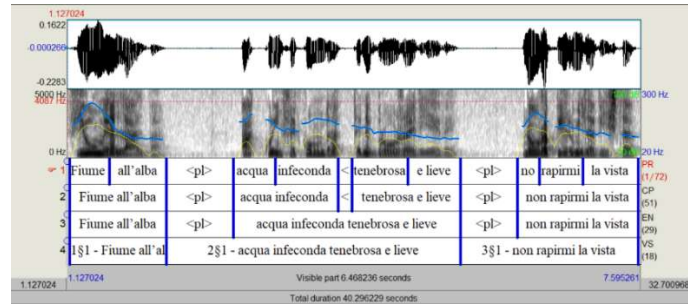 1.127024
0.1622
-0.000266
-0.2283
5000 Hz
4087 Hz
0 Hz
300 Hz
20 Hz
1 Fiume all'alba <pl> acqua infeconda < tenebrosa e lieve <pl> no rapirmi la vista PR (1/72)
2 Fiume all'alba <pl> acqua infeconda < tenebrosa e lieve <pl> non rapirmi la vista CP (51)
3 Fiume all'alba <pl> acqua infeconda tenebrosa e lieve <pl> non rapirmi la vista EN (29)
4 1§1 - Fiume all'al 2§1 - acqua infeconda tenebrosa e lieve 3§1 - non rapirmi la vista VS (18)
1.127024 1.127024 Visible part 6.468236 seconds 7.595261 32.700968
Total duration 40.296229 seconds